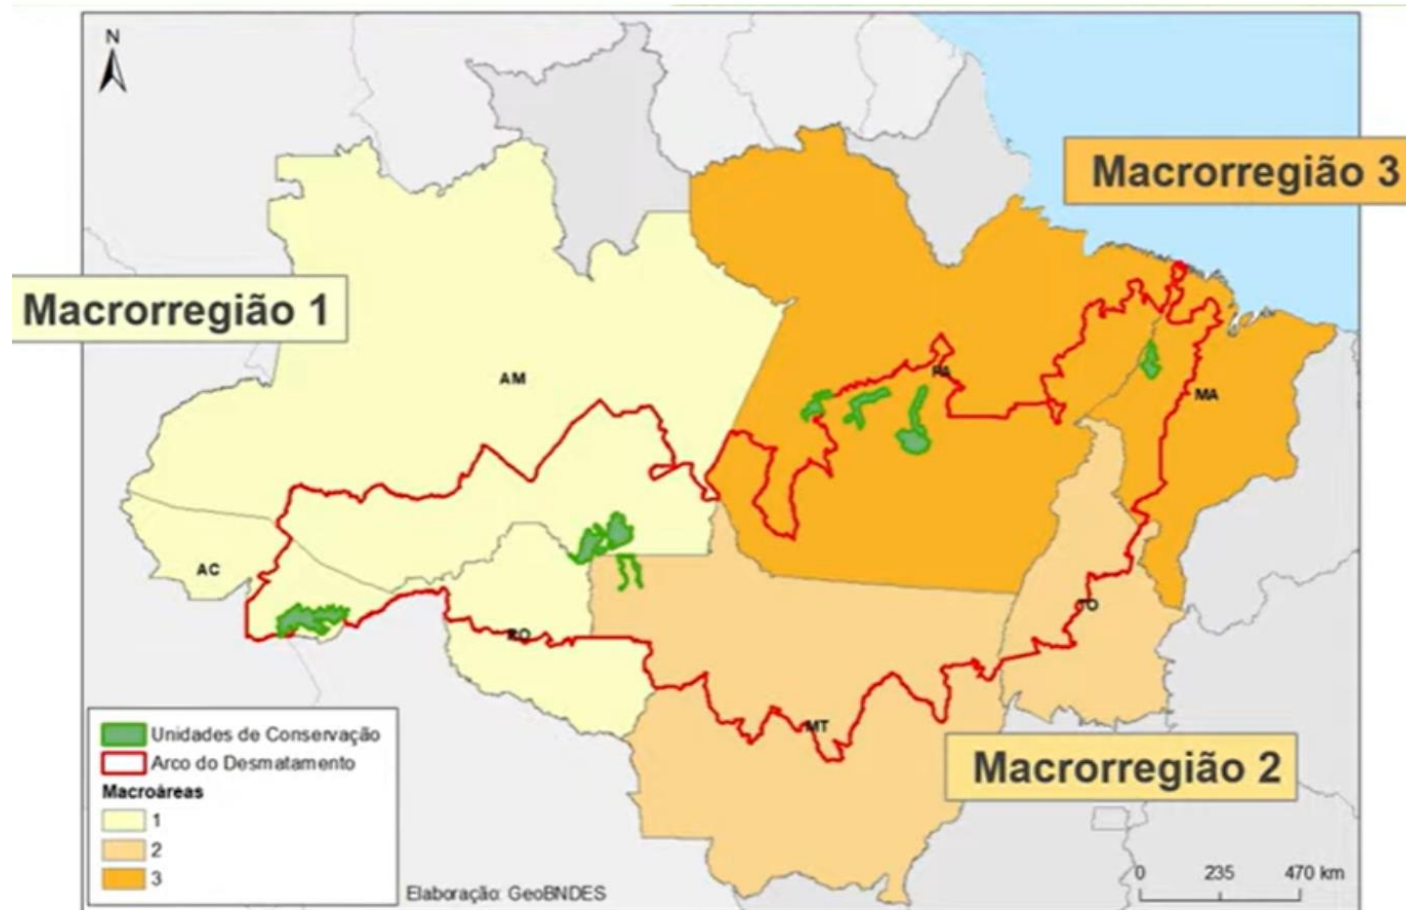 N
Macrorregião 3
Macrorregião 1
AM
PA
MA
AC
TO
RO
MT
Macrorregião 2
Unidades de Conservação
Arco do Desmatamento
Macroáreas
1
2
3
Elaboração: GeoBNDES
0 235 470 km